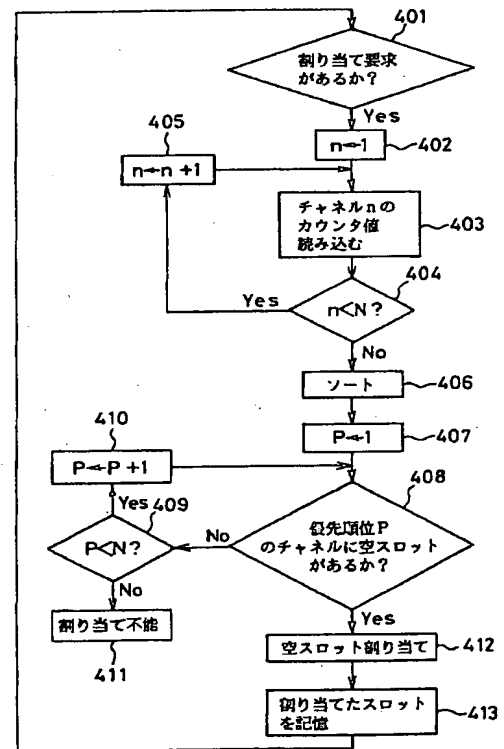 401
割り当て要求
があるか?
Yes
405
n←1
402
n←n+1
チャネルnの
カウンタ値
読み込む
403
404
Yes
n<N?
No
ソート
406
410
P←1
407
P←P+1
408
Yes
409
優先順位P
のチャネルに空スロット
があるか?
No
P<N?
No
Yes
割り当て不能
空スロット割り当て
412
411
割り当てたスロット
を記憶
413